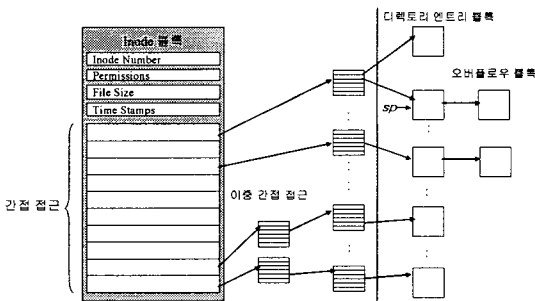 디렉토리 엔트리 블록
Inode 블록
Inode Number
Permissions
File Size
Time Stamps
오버플로우 블록
sp
간접 접근
이중 간접 접근